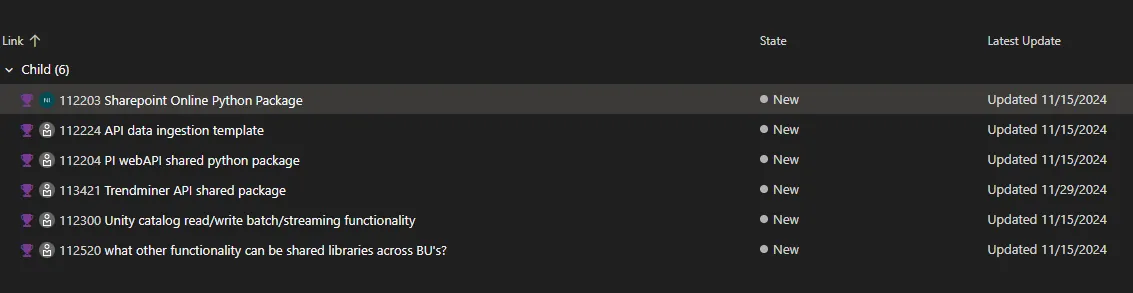 Link State Latest Update
Child (6)
NI 112203 Sharepoint Online Python Package New Updated 11/15/2024
112224 API data ingestion template New Updated 11/15/2024
112204 PI webAPI shared python package New Updated 11/15/2024
113421 Trendminer API shared package New Updated 11/29/2024
112300 Unity catalog read/write batch/streaming functionality New Updated 11/15/2024
112520 what other functionality can be shared libraries across BU's? New Updated 11/15/2024